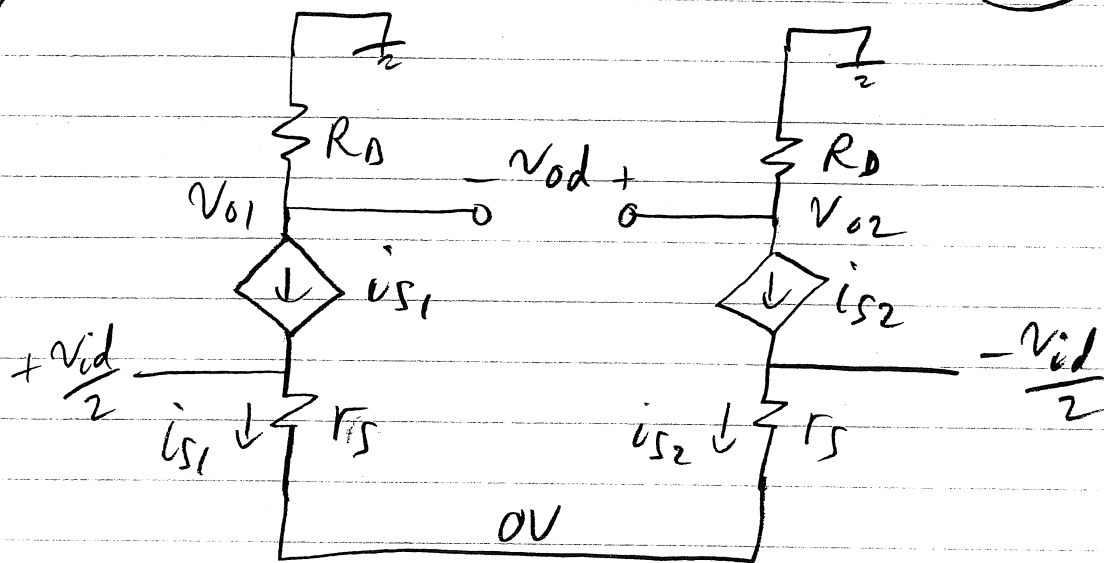 R_D
R_D
- v_od +
v_o1
v_o2
i_s1
i_s2
+ v_id/2
- v_id/2
i_s1
r_s
i_s2
r_s
0V